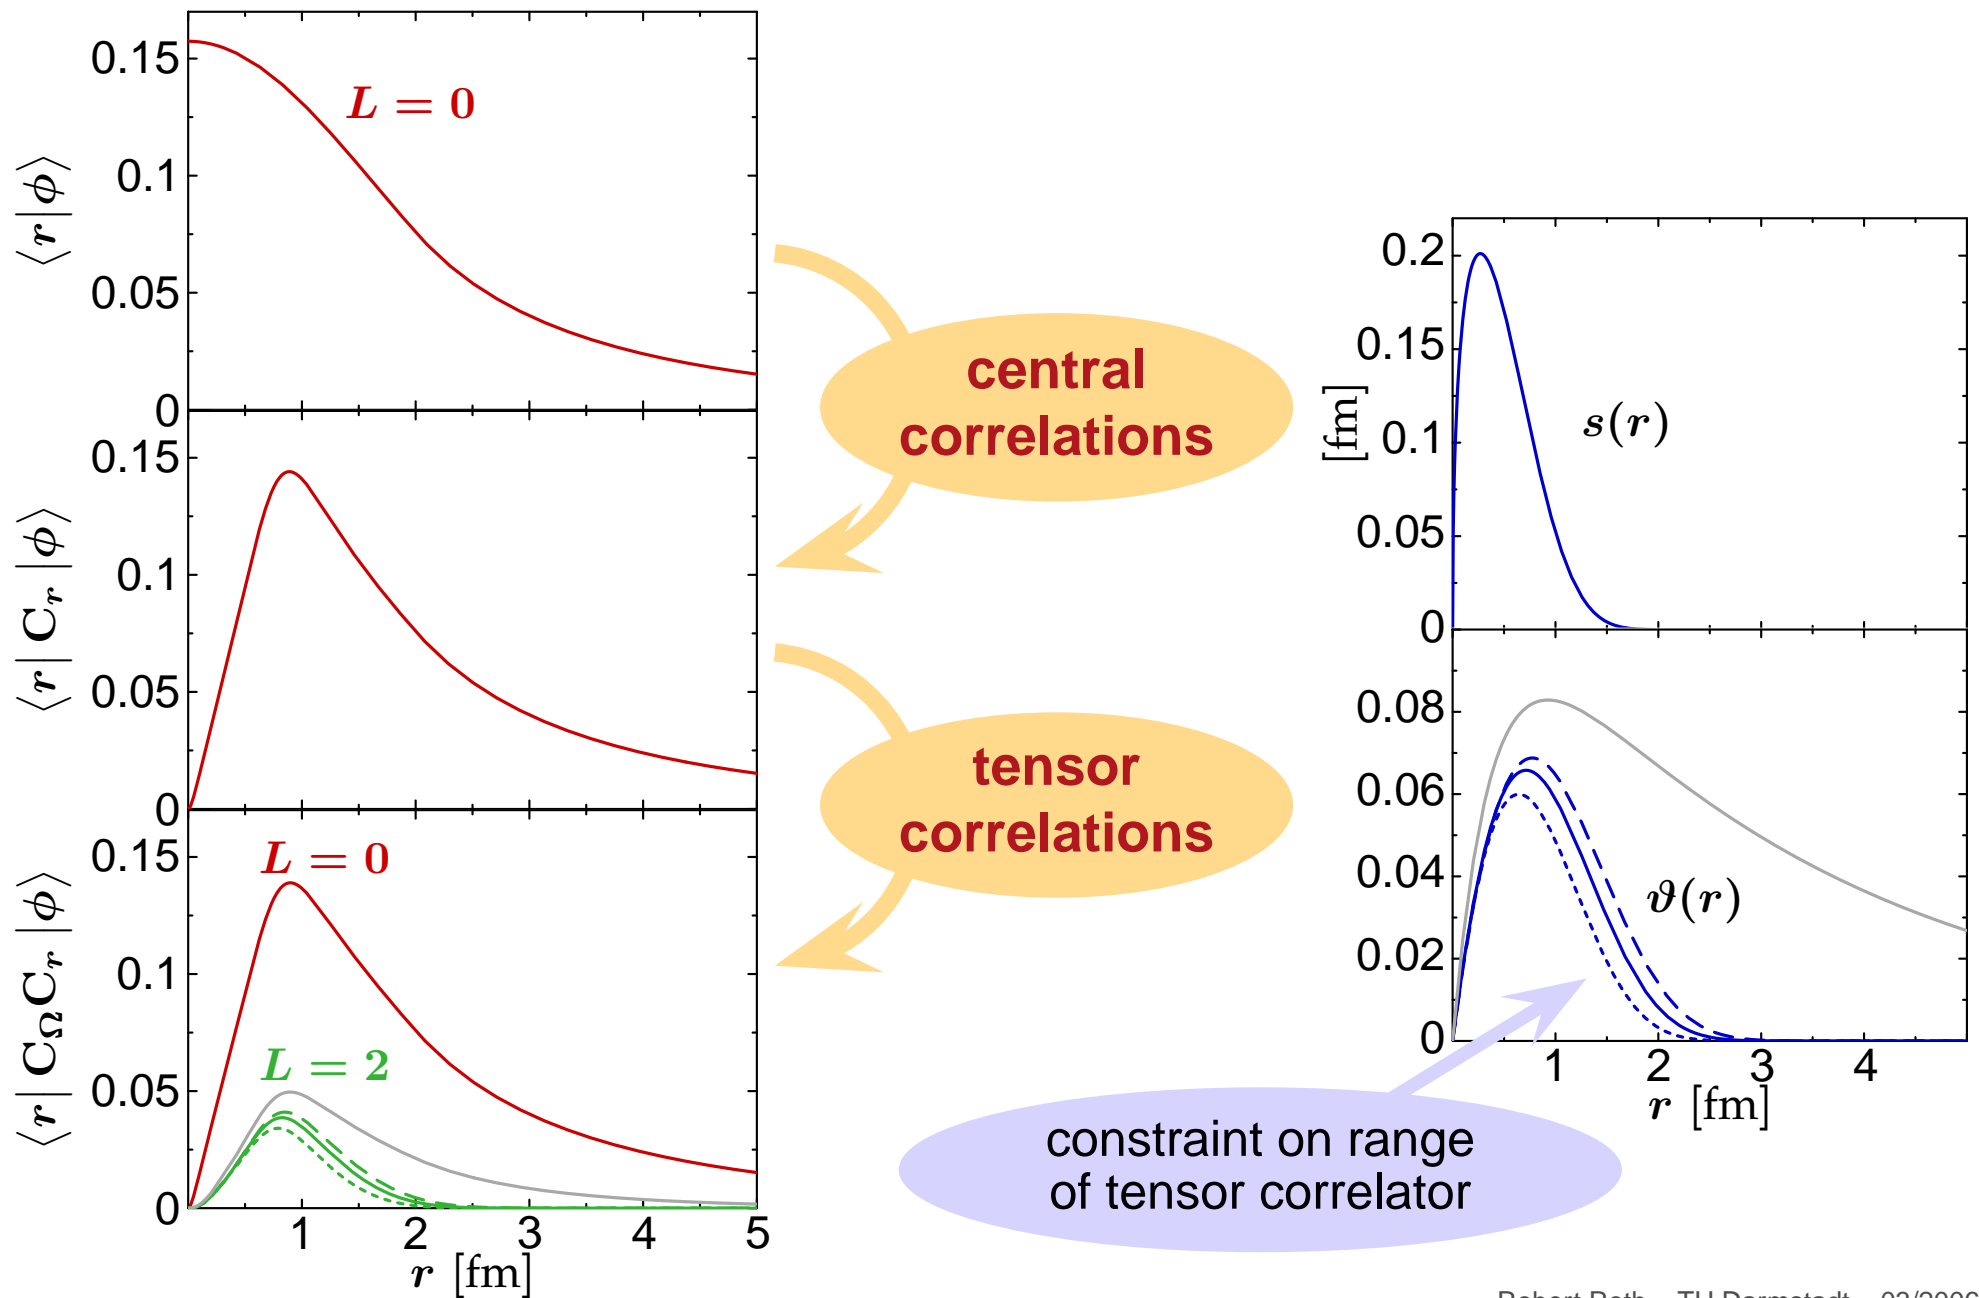 0.15
0.1
0.05
0
⟨r|ϕ⟩
L = 0
0.15
0.1
0.05
0
⟨r| C_r |ϕ⟩
0.15
0.1
0.05
0
⟨r| C_Ω C_r |ϕ⟩
L = 0
L = 2
1 2 3 4 5
r [fm]
central
correlations
tensor
correlations
0.2
0.15
0.1
0.05
0
[fm]
s(r)
0.08
0.06
0.04
0.02
0
ϑ(r)
1 2 3 4
r [fm]
constraint on range
of tensor correlator